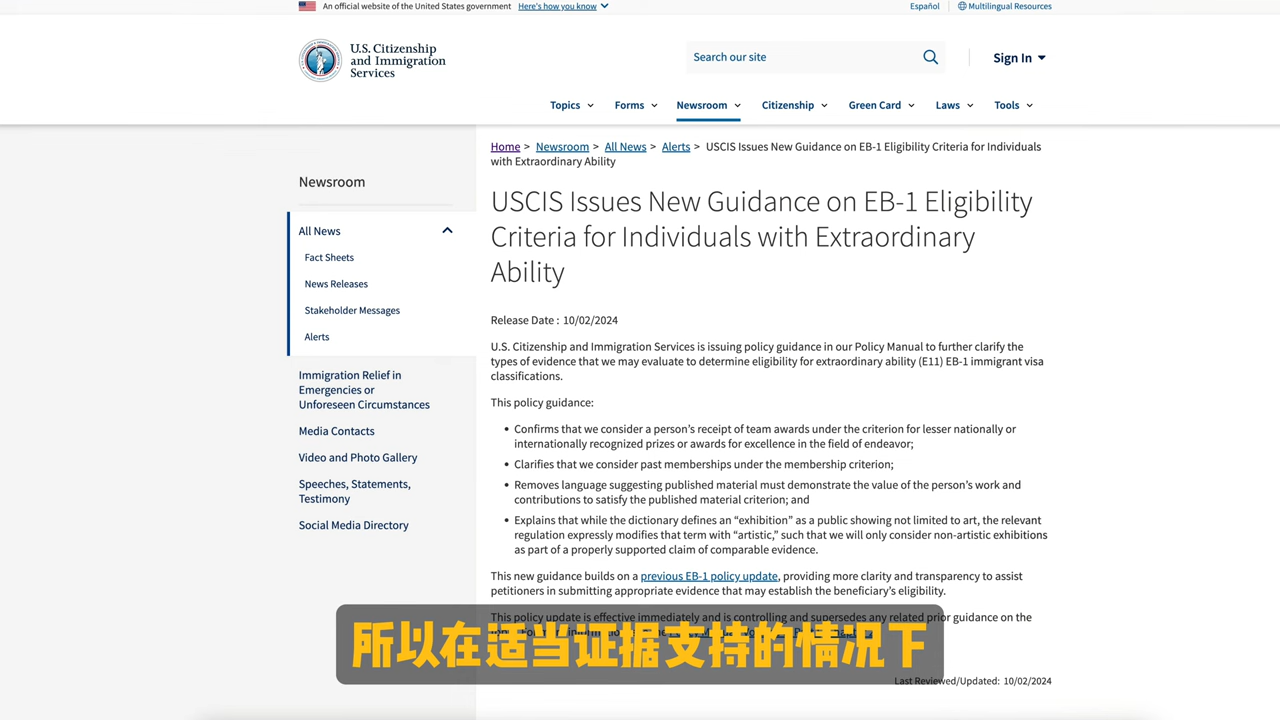 An official website of the United States government Here's how you know
Español
Multilingual Resources
U.S. Citizenship
and Immigration
Services
Search our site
Sign In
Topics
Forms
Newsroom
Citizenship
Green Card
Laws
Tools
Home > Newsroom > All News > Alerts > USCIS Issues New Guidance on EB-1 Eligibility Criteria for Individuals
with Extraordinary Ability
Newsroom
All News
Fact Sheets
News Releases
Stakeholder Messages
Alerts
Immigration Relief in
Emergencies or
Unforeseen Circumstances
Media Contacts
Video and Photo Gallery
Speeches, Statements,
Testimony
Social Media Directory
USCIS Issues New Guidance on EB-1 Eligibility
Criteria for Individuals with Extraordinary
Ability
Release Date : 10/02/2024
U.S. Citizenship and Immigration Services is issuing policy guidance in our Policy Manual to further clarify the
types of evidence that we may evaluate to determine eligibility for extraordinary ability (E11) EB-1 immigrant visa
classifications.
This policy guidance:
• Confirms that we consider a person's receipt of team awards under the criterion for lesser nationally or
internationally recognized prizes or awards for excellence in the field of endeavor;
• Clarifies that we consider past memberships under the membership criterion;
• Removes language suggesting published material must demonstrate the value of the person's work and
contributions to satisfy the published material criterion; and
• Explains that while the dictionary defines an “exhibition” as a public showing not limited to art, the relevant
regulation expressly modifies that term with “artistic,” such that we will only consider non-artistic exhibitions
as part of a properly supported claim of comparable evidence.
This new guidance builds on a previous EB-1 policy update, providing more clarity and transparency to assist
petitioners in submitting appropriate evidence that may establish the beneficiary's eligibility.
This policy update is effective immediately and is controlling and supersedes any related prior guidance on the
所以在适当证据支持的情况下
Last Reviewed/Updated: 10/02/2024